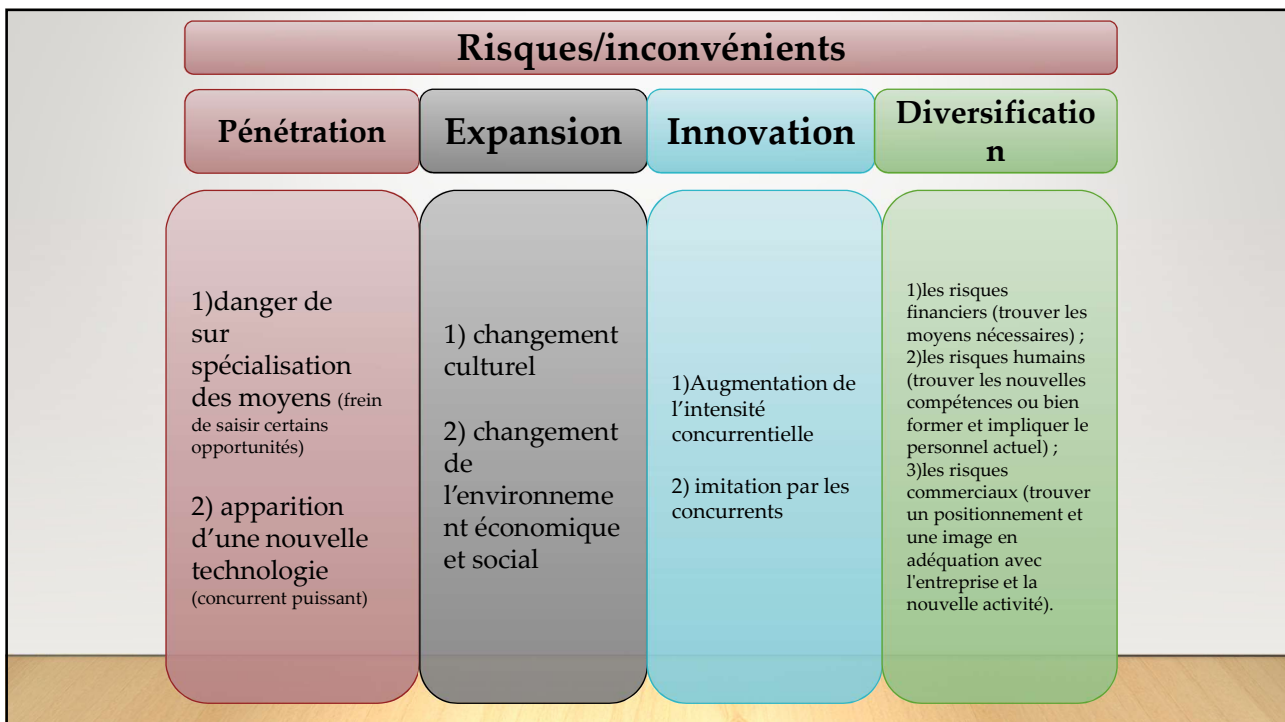 Risques/inconvénients
Pénétration
Expansion
Innovation
Diversificatio
n
1)danger de
sur
spécialisation
des moyens (frein
de saisir certains
opportunités)
2) apparition
d’une nouvelle
technologie
(concurrent puissant)
1) changement
culturel
2) changement
de
l’environneme
nt économique
et social
1)Augmentation de
l’intensité
concurrentielle
2) imitation par les
concurrents
1)les risques
financiers (trouver les
moyens nécessaires) ;
2)les risques humains
(trouver les nouvelles
compétences ou bien
former et impliquer le
personnel actuel) ;
3)les risques
commerciaux (trouver
un positionnement et
une image en
adéquation avec
l'entreprise et la
nouvelle activité).